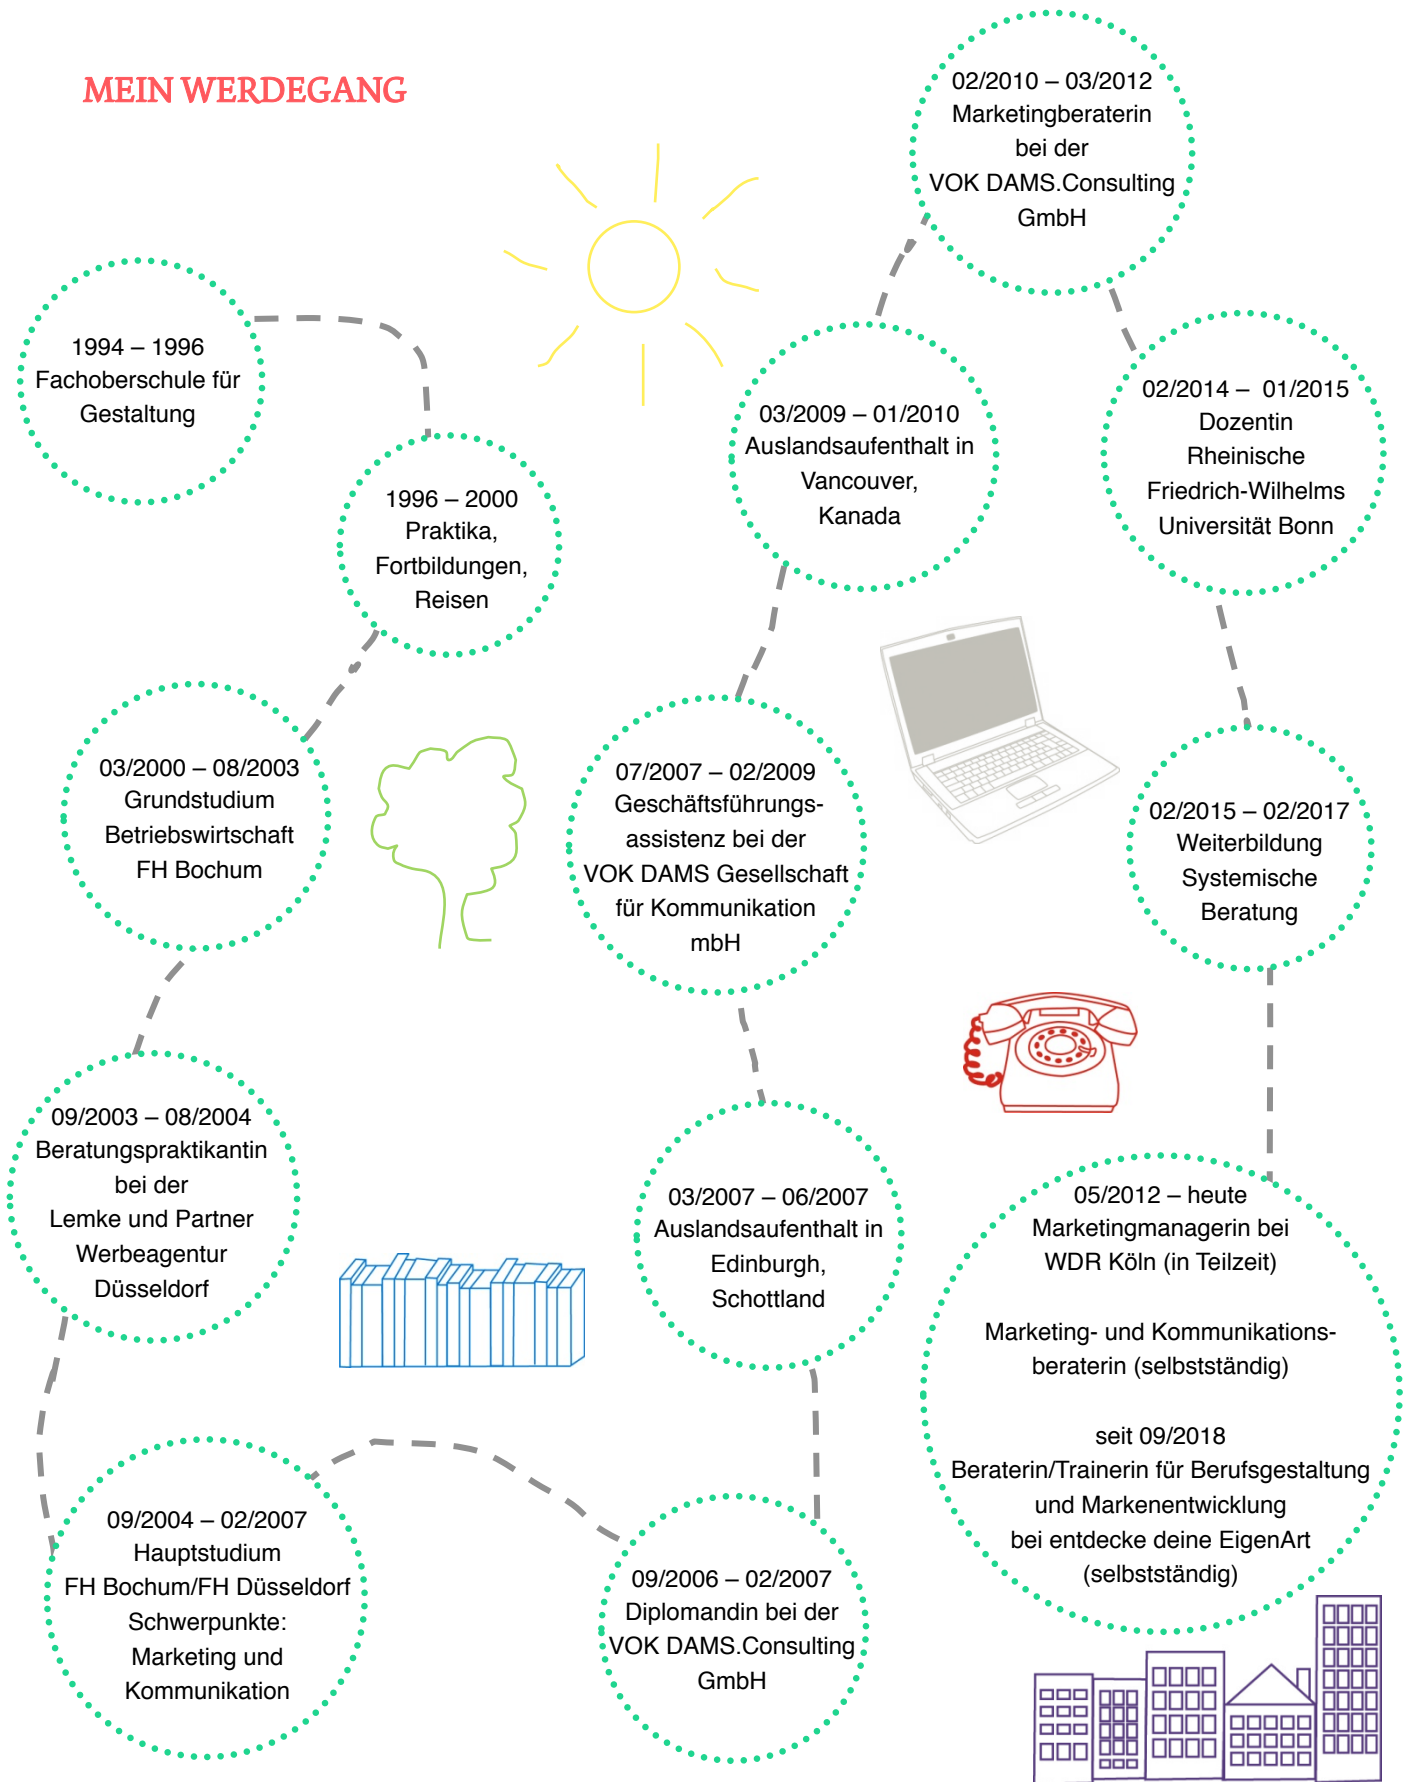 MEIN WERDEGANG
1994 – 1996
Fachoberschule für
Gestaltung
1996 – 2000
Praktika,
Fortbildungen,
Reisen
03/2000 – 08/2003
Grundstudium
Betriebswirtschaft
FH Bochum
09/2003 – 08/2004
Beratungspraktikantin
bei der
Lemke und Partner
Werbeagentur
Düsseldorf
09/2004 – 02/2007
Hauptstudium
FH Bochum/FH Düsseldorf
Schwerpunkte:
Marketing und
Kommunikation
09/2006 – 02/2007
Diplomandin bei der
VOK DAMS.Consulting
GmbH
03/2007 – 06/2007
Auslandsaufenthalt in
Edinburgh,
Schottland
07/2007 – 02/2009
Geschäftsführungs-
assistenz bei der
VOK DAMS Gesellschaft
für Kommunikation
mbH
03/2009 – 01/2010
Auslandsaufenthalt in
Vancouver,
Kanada
02/2010 – 03/2012
Marketingberaterin
bei der
VOK DAMS.Consulting
GmbH
02/2014 – 01/2015
Dozentin
Rheinische
Friedrich-Wilhelms
Universität Bonn
02/2015 – 02/2017
Weiterbildung
Systemische
Beratung
05/2012 – heute
Marketingmanagerin bei
WDR Köln (in Teilzeit)
Marketing- und Kommunikations-
beraterin (selbstständig)
seit 09/2018
Beraterin/Trainerin für Berufsgestaltung
und Markenentwicklung
bei entdecke deine EigenArt
(selbstständig)